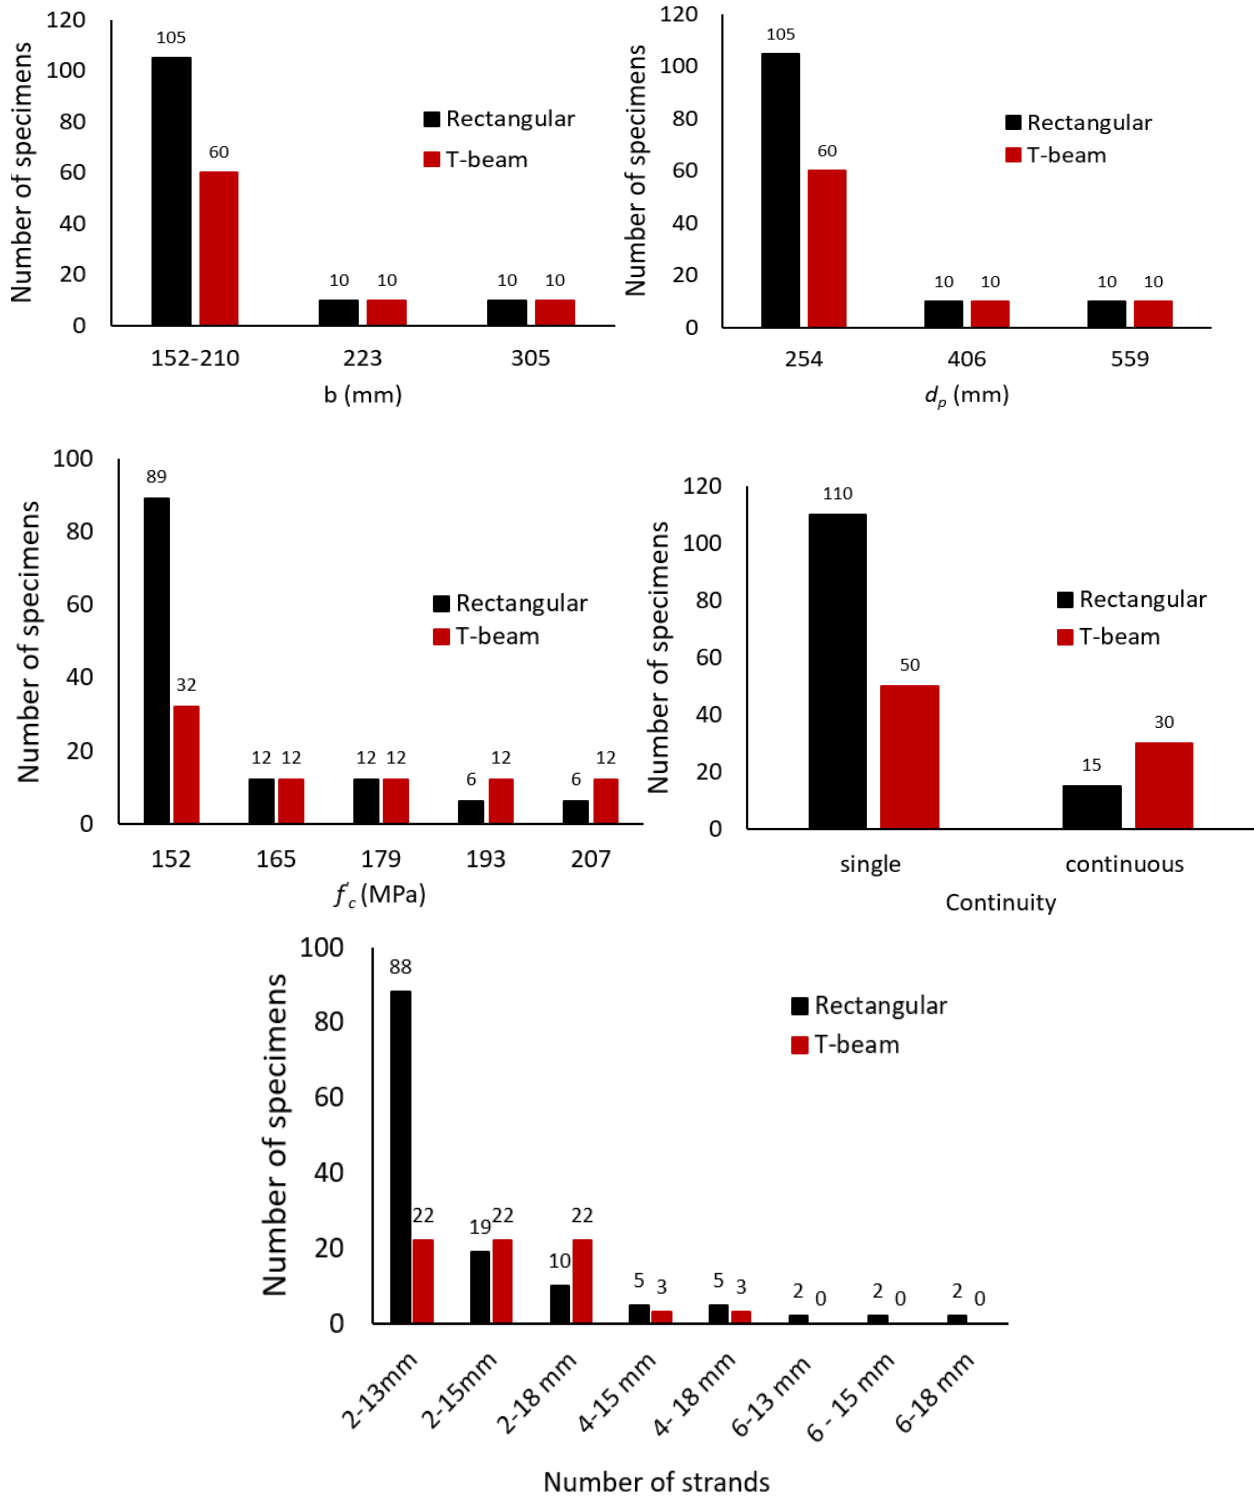 Number of specimens
120
100
80
60
40
20
0
105
60
10
10
10
10
Rectangular
T-beam
152-210
223
305
b (mm)
Number of specimens
120
100
80
60
40
20
0
105
60
10
10
10
10
Rectangular
T-beam
254
406
559
dp (mm)
Number of specimens
100
80
60
40
20
0
89
32
12
12
12
12
6
12
6
12
Rectangular
T-beam
152
165
179
193
207
f'c (MPa)
Number of specimens
120
100
80
60
40
20
0
110
50
15
30
Rectangular
T-beam
single
continuous
Continuity
Number of specimens
100
80
60
40
20
0
88
22
19
22
10
22
5
3
5
3
2
0
2
0
2
0
Rectangular
T-beam
2-13mm
2-15mm
2-18 mm
4-15 mm
4- 18 mm
6-13 mm
6 - 15 mm
6-18 mm
Number of strands